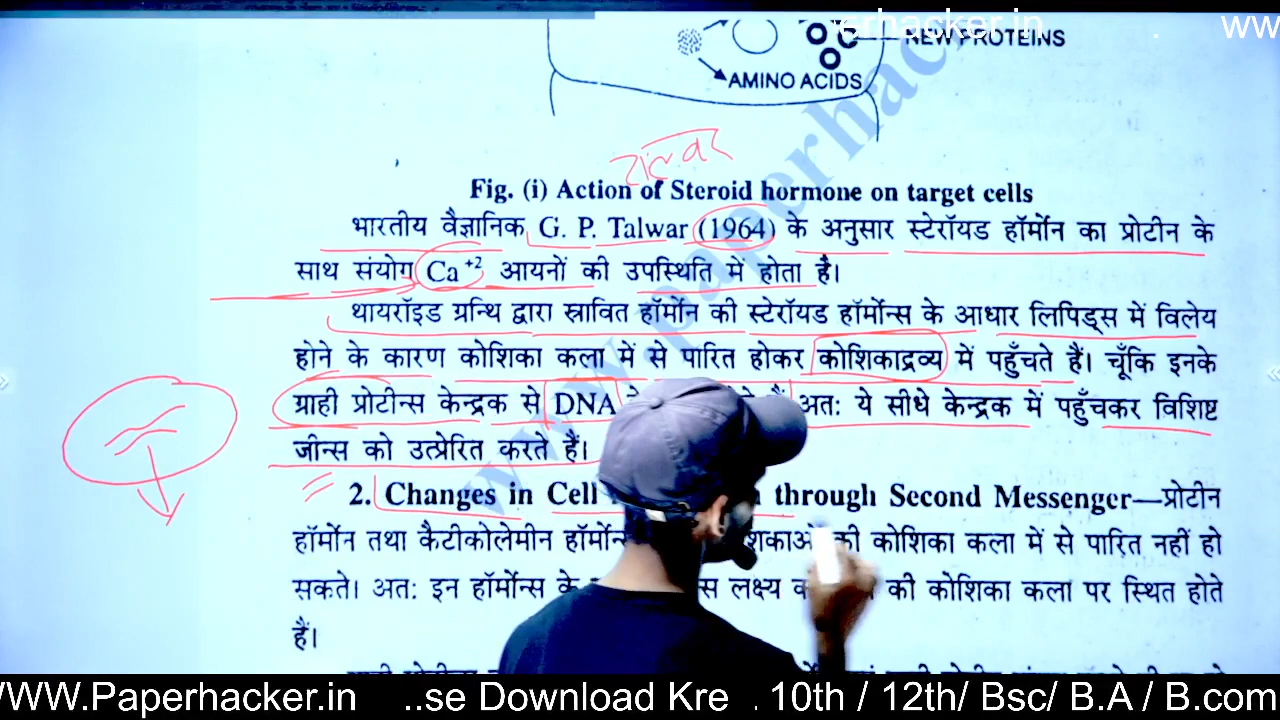 erhacker.in . ww
NEW PROTEINS
AMINO ACIDS
www.paperhac
Fig. (i) Action of Steroid hormone on target cells
भारतीय वैज्ञानिक G. P. Talwar (1964) के अनुसार स्टेरॉयड हॉर्मोन का प्रोटीन के
साथ संयोग Ca+2 आयनों की उपस्थिति में होता है।
थायरॉइड ग्रन्थि द्वारा स्रावित हॉर्मोन की स्टेरॉयड हॉर्मोन्स के आधार लिपिड्स में विलेय
होने के कारण कोशिका कला में से पारित होकर कोशिकाद्रव्य में पहुँचते हैं। चूँकि इनके
ग्राही प्रोटीन्स केन्द्रक से DNA अत: ये सीधे केन्द्रक में पहुँचकर विशिष्ट
जीन्स को उत्प्रेरित करते हैं।
2. Changes in Cell through Second Messenger—प्रोटीन
हॉर्मोन तथा कैटीकोलेमीन की कोशिका कला में से पारित नहीं हो
सकते। अत: इन हॉर्मोन्स के लक्ष्य की कोशिका कला पर स्थित होते
हैं।
WWW.Paperhacker.in ..se Download Kre . 10th / 12th/ Bsc/ B.A / B.com